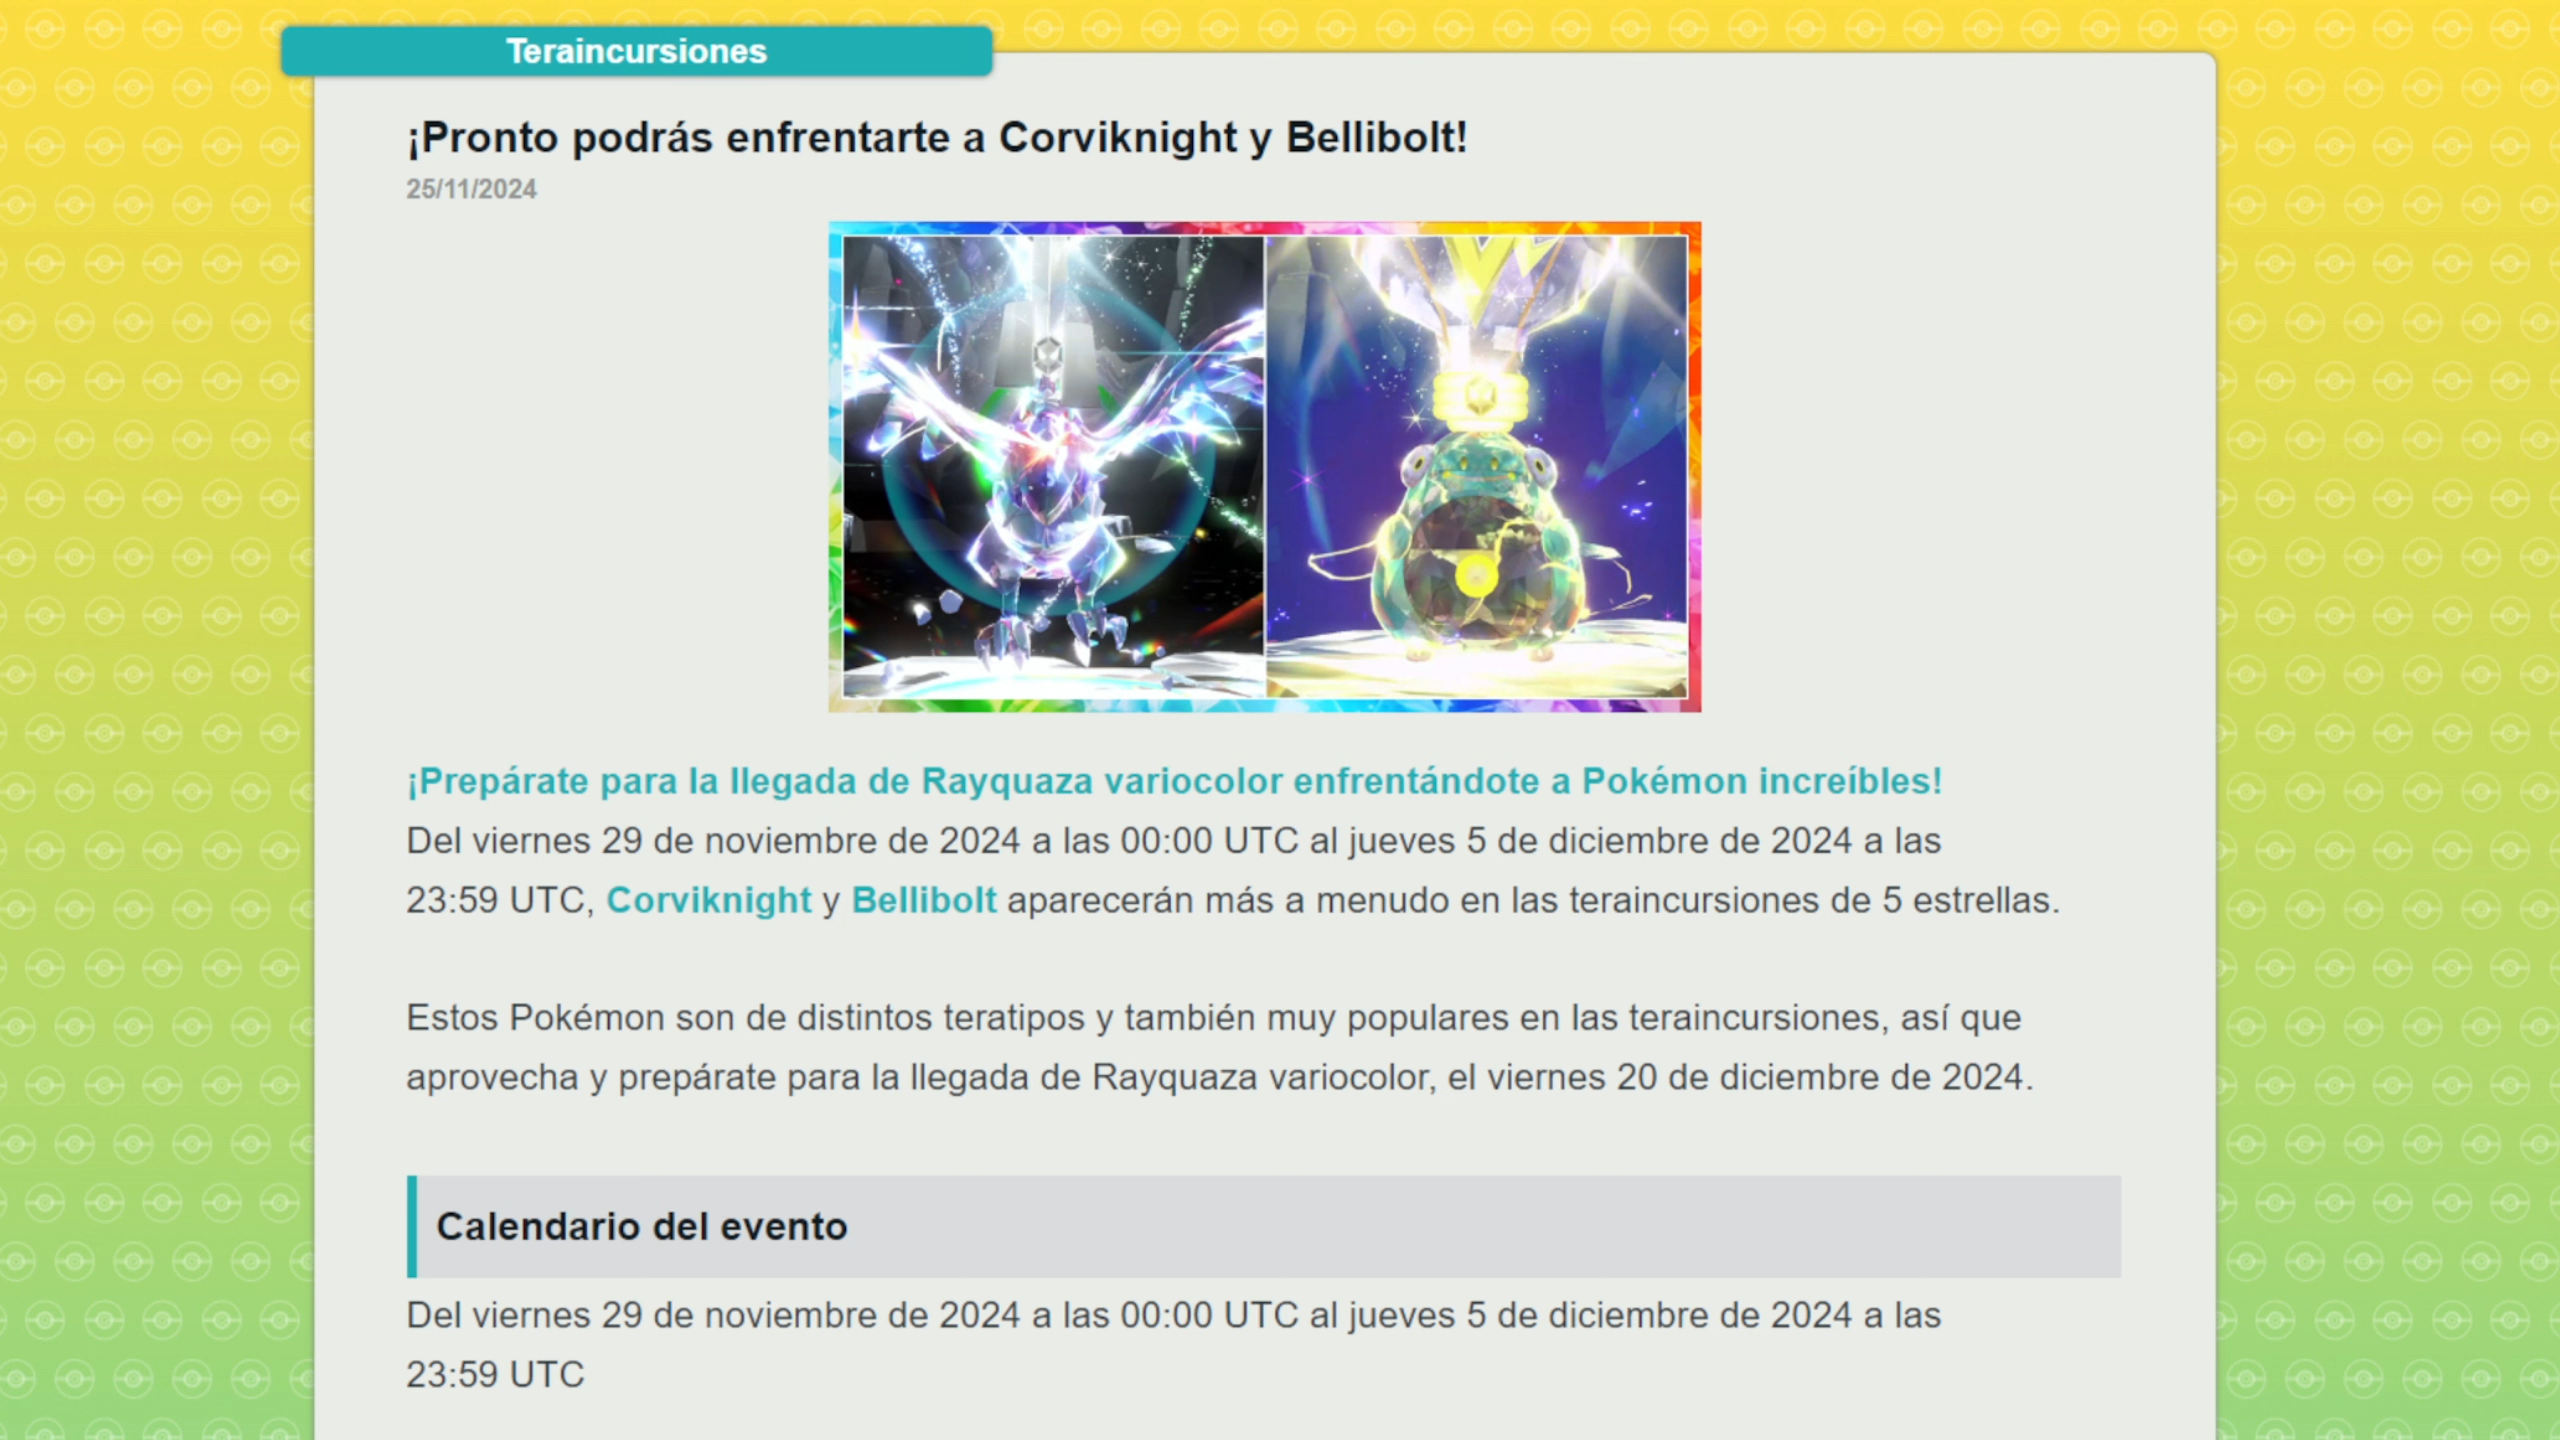 Teraincursiones
¡Pronto podrás enfrentarte a Corviknight y Bellibolt!
25/11/2024
¡Prepárate para la llegada de Rayquaza variocolor enfrentándote a Pokémon increíbles!
Del viernes 29 de noviembre de 2024 a las 00:00 UTC al jueves 5 de diciembre de 2024 a las
23:59 UTC, Corviknight y Bellibolt aparecerán más a menudo en las teraincursiones de 5 estrellas.
Estos Pokémon son de distintos teratipos y también muy populares en las teraincursiones, así que
aprovecha y prepárate para la llegada de Rayquaza variocolor, el viernes 20 de diciembre de 2024.
Calendario del evento
Del viernes 29 de noviembre de 2024 a las 00:00 UTC al jueves 5 de diciembre de 2024 a las
23:59 UTC